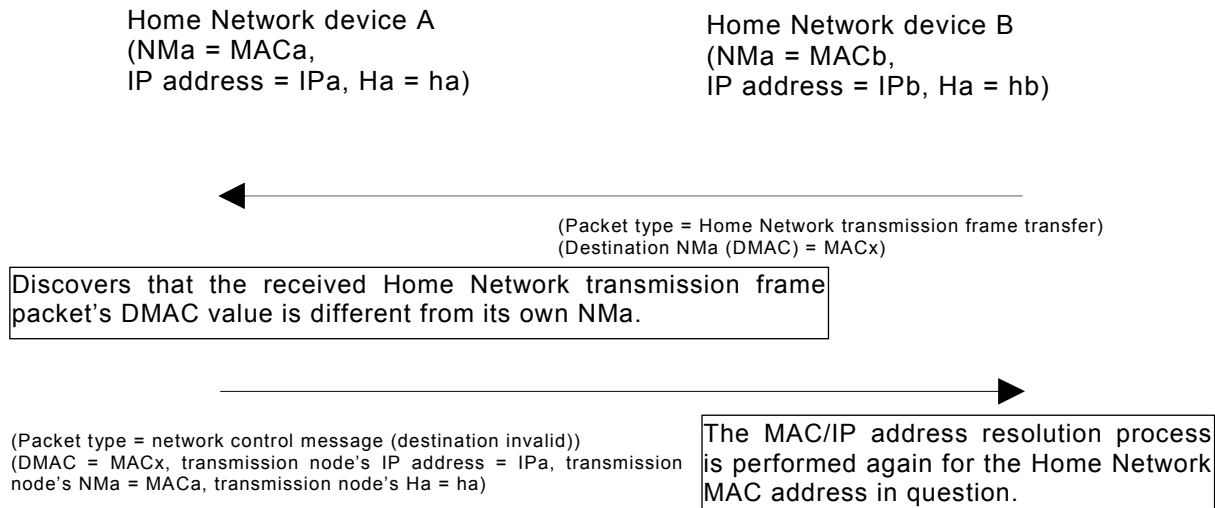 Home Network device A
(NMa = MACa,
IP address = IPa, Ha = ha)
Home Network device B
(NMa = MACb,
IP address = IPb, Ha = hb)
(Packet type = Home Network transmission frame transfer)
(Destination NMa (DMAC) = MACx)
Discovers that the received Home Network transmission frame
packet's DMAC value is different from its own NMa.
(Packet type = network control message (destination invalid))
(DMAC = MACx, transmission node's IP address = IPa, transmission
node's NMa = MACa, transmission node's Ha = ha)
The MAC/IP address resolution process
is performed again for the Home Network
MAC address in question.